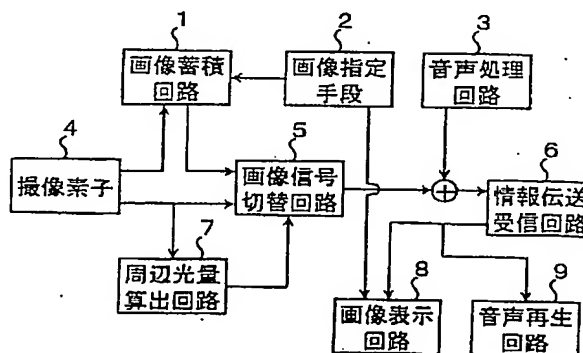 1
画像蓄積
回路
2
画像指定
手段
3
音声処理
回路
4
撮像素子
5
画像信号
切替回路
6
情報伝送
受信回路
7
周辺光量
算出回路
8
画像表示
回路
9
音声再生
回路